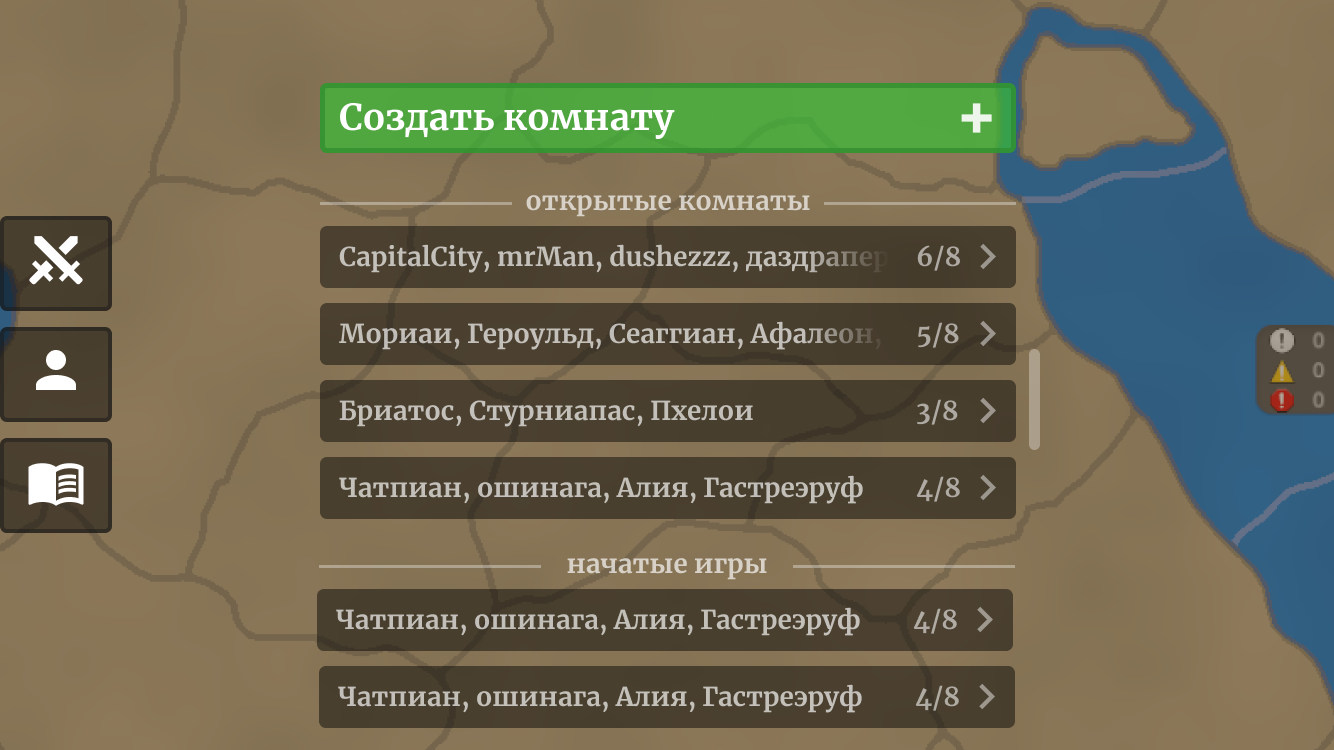 Создать комнату
открытые комнаты
CapitalCity, mrMan, dushezzz, даздрапер 6/8
Мориаи, Героульд, Сеаггиан, Афалеон, 5/8
Бриатос, Стурниапас, Пхелои 3/8
Чатпиан, ошинага, Алия, Гастреэруф 4/8
начатые игры
Чатпиан, ошинага, Алия, Гастреэруф 4/8
Чатпиан, ошинага, Алия, Гастреэруф 4/8
0
0
0